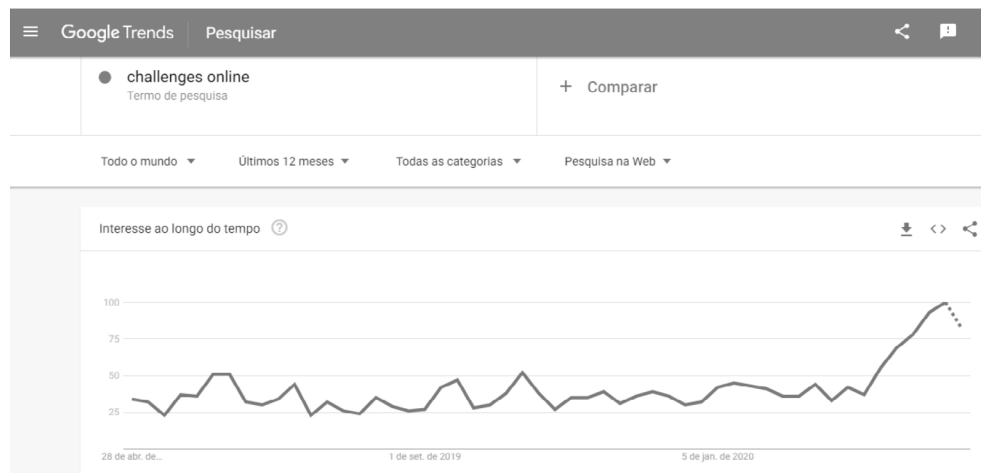 Google Trends Pesquisar
challenges online
Termo de pesquisa
+ Comparar
Todo o mundo Últimos 12 meses Todas as categorias Pesquisa na Web
Interesse ao longo do tempo ?
100
75
50
25
28 de abr. de… 1 de set. de 2019 5 de jan. de 2020